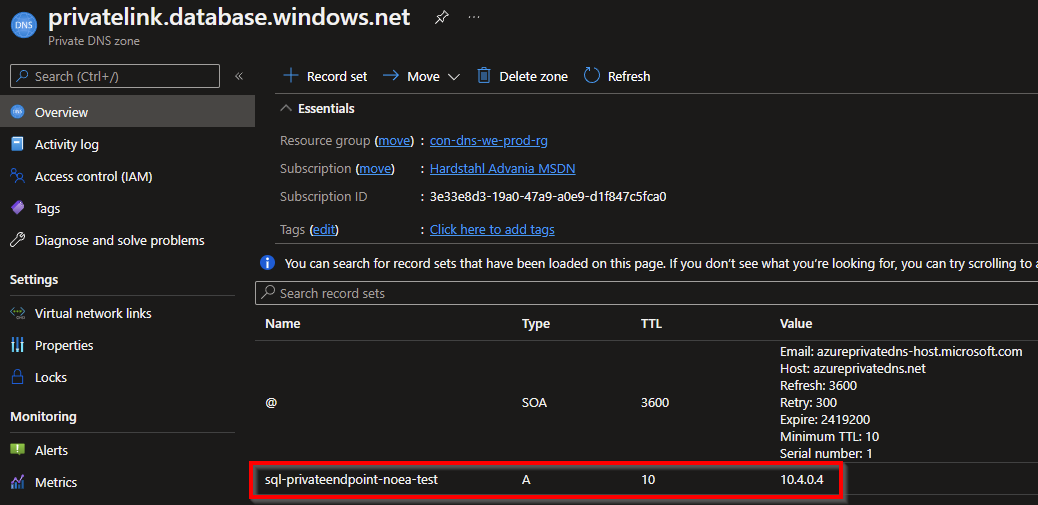 DNS
privatelink.database.windows.net
Private DNS zone
Search (Ctrl+/)
«
Record set
Move
Delete zone
Refresh
Overview
Activity log
Access control (IAM)
Tags
Diagnose and solve problems
Settings
Virtual network links
Properties
Locks
Monitoring
Alerts
Metrics
Essentials
Resource group (move) : con-dns-we-prod-rg
Subscription (move) : Hardstahl Advania MSDN
Subscription ID : 3e33e8d3-19a0-47a9-a0e9-d1f847c5fca0
Tags (edit) : Click here to add tags
You can search for record sets that have been loaded on this page. If you don't see what you're looking for, you can try scrolling to a
Search record sets
Name Type TTL Value
@ SOA 3600
Email: azureprivatedns-host.microsoft.com
Host: azureprivatedns.net
Refresh: 3600
Retry: 300
Expire: 2419200
Minimum TTL: 10
Serial number: 1
sql-privateendpoint-noea-test A 10 10.4.0.4